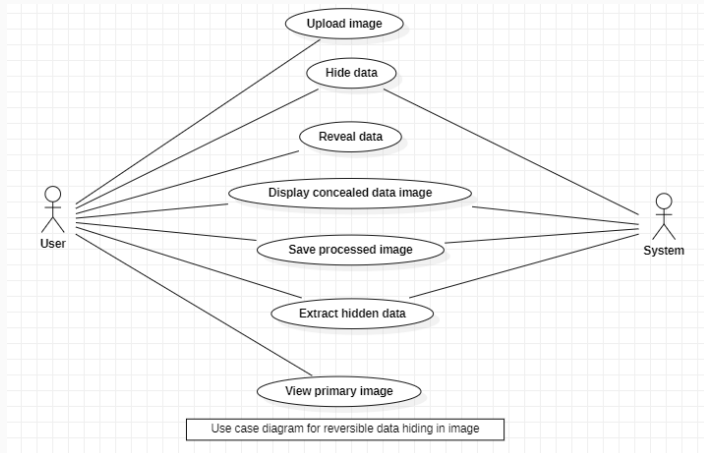 Upload image
Hide data
Reveal data
Display concealed data image
User
System
Save processed image
Extract hidden data
View primary image
Use case diagram for reversible data hiding in image